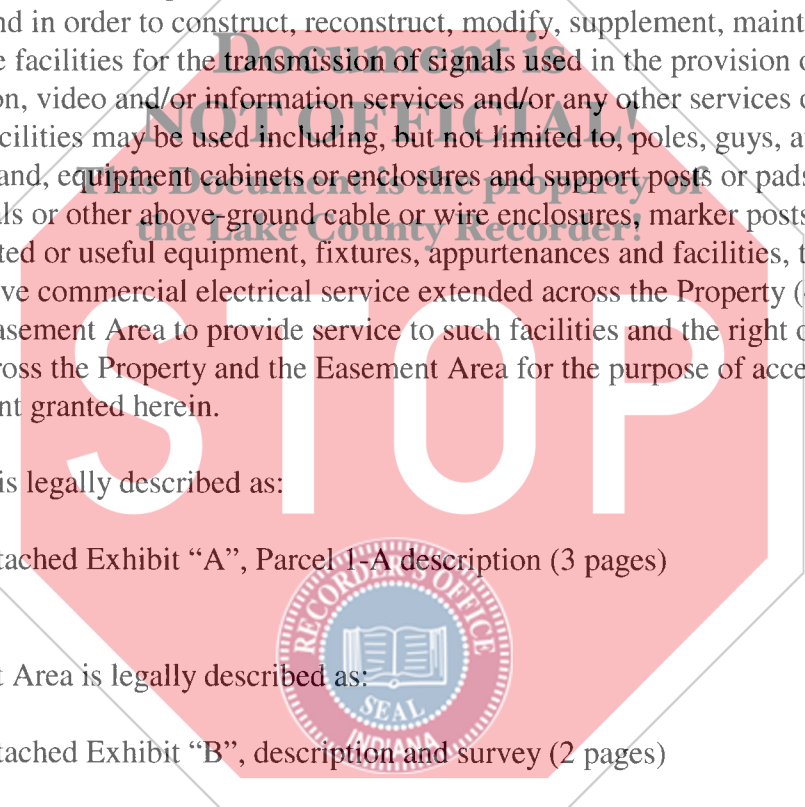 nd in order to construct, reconstruct, modify, supplement, maint
Document is
e facilities for the transmission of signals is used in the provision
on, video and/or information services and/or any other services
NOT OFFICIAL!
cilities may be used including, but not limited to, poles, guys, a
and, equipment cabinets or enclosures and support posts or pads
This Document is the property of
ls or other above-ground cable or wire enclosures, marker posts
the Lake County Recorder!
ted or useful equipment, fixtures, appurtenances and facilities, t
ve commercial electrical service extended across the Property (
asement Area to provide service to such facilities and the right
ross the Property and the Easement Area for the purpose of acce
nt granted herein.
STOP
is legally described as:
tached Exhibit “A”, Parcel 1-A description (3 pages)
RECORDER'S OFFICE
t Area is legally described as:
SEAL
INDIANA
tached Exhibit “B”, description and survey (2 pages)